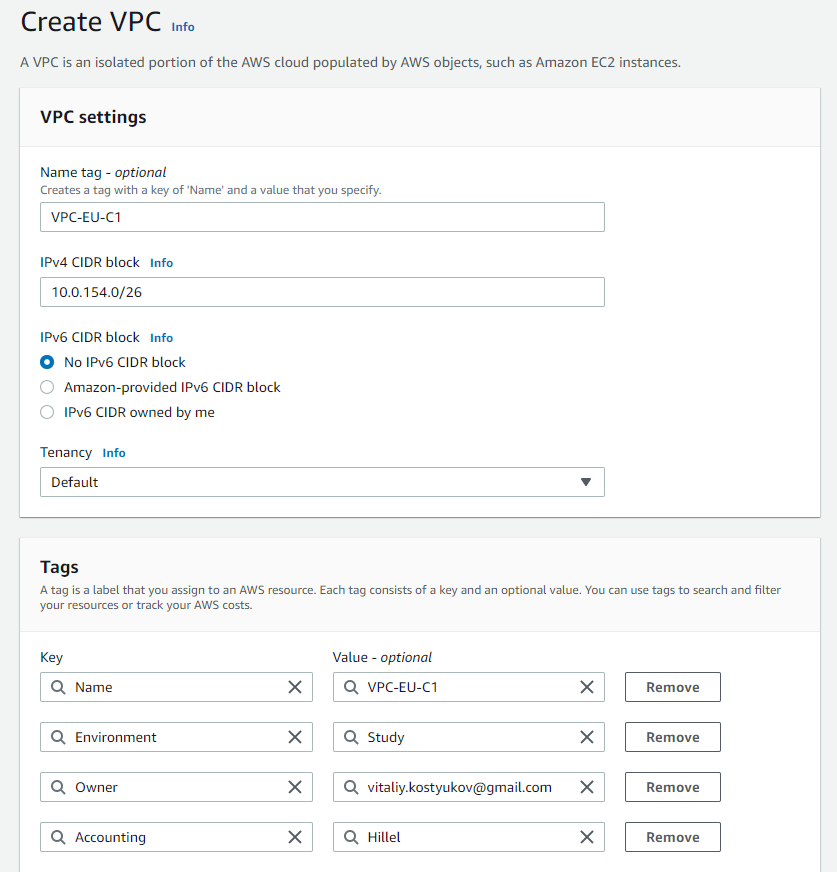 Create VPC Info
A VPC is an isolated portion of the AWS cloud populated by AWS objects, such as Amazon EC2 instances.
VPC settings
Name tag - optional
Creates a tag with a key of 'Name' and a value that you specify.
VPC-EU-C1
IPv4 CIDR block Info
10.0.154.0/26
IPv6 CIDR block Info
No IPv6 CIDR block
Amazon-provided IPv6 CIDR block
IPv6 CIDR owned by me
Tenancy Info
Default
Tags
A tag is a label that you assign to an AWS resource. Each tag consists of a key and an optional value. You can use tags to search and filter
your resources or track your AWS costs.
Key Value - optional
Name VPC-EU-C1 Remove
Environment Study Remove
Owner vitaliy.kostyukov@gmail.com Remove
Accounting Hillel Remove